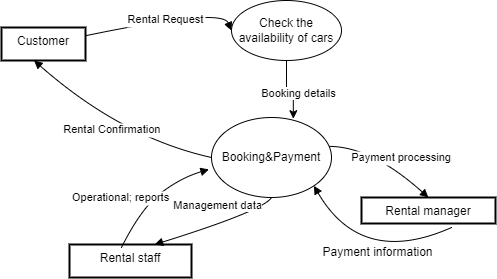 Rental Request
Check the
availability of cars
Customer
Booking details
Rental Confirmation
Booking&Payment
Payment processing
Operational; reports
Management data
Rental manager
Payment information
Rental staff